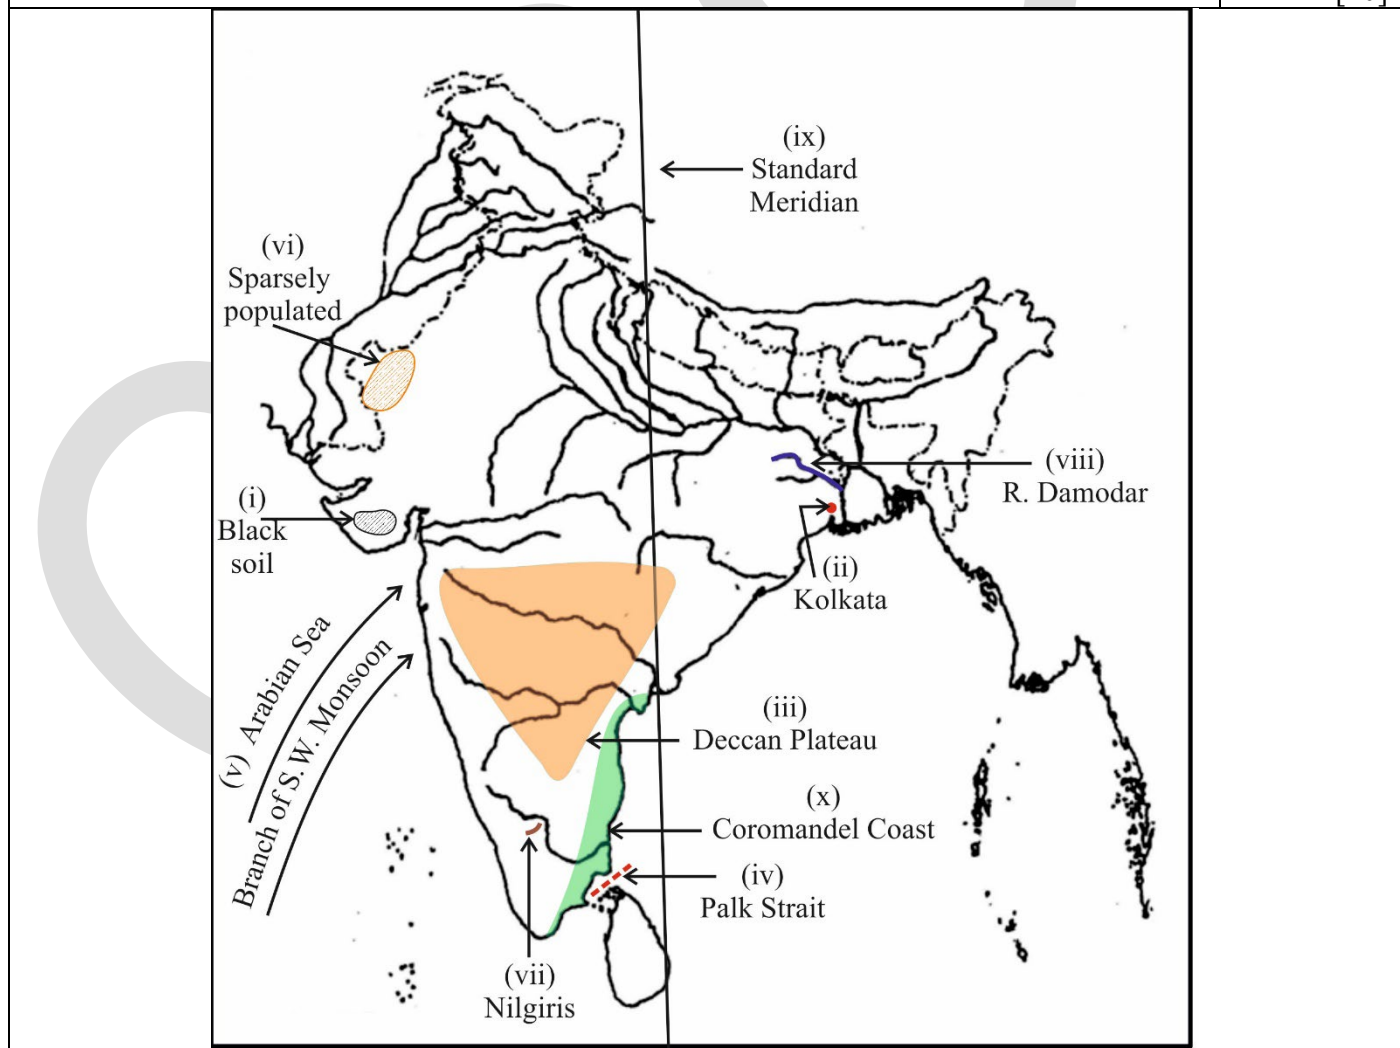 (ix)
Standard
Meridian
(vi)
Sparsely
populated
(viii)
R. Damodar
(i)
Black
soil
(ii)
Kolkata
(v) Arabian Sea
Branch of S.W. Monsoon
(iii)
Deccan Plateau
(x)
Coromandel Coast
(iv)
Palk Strait
(vii)
Nilgiris